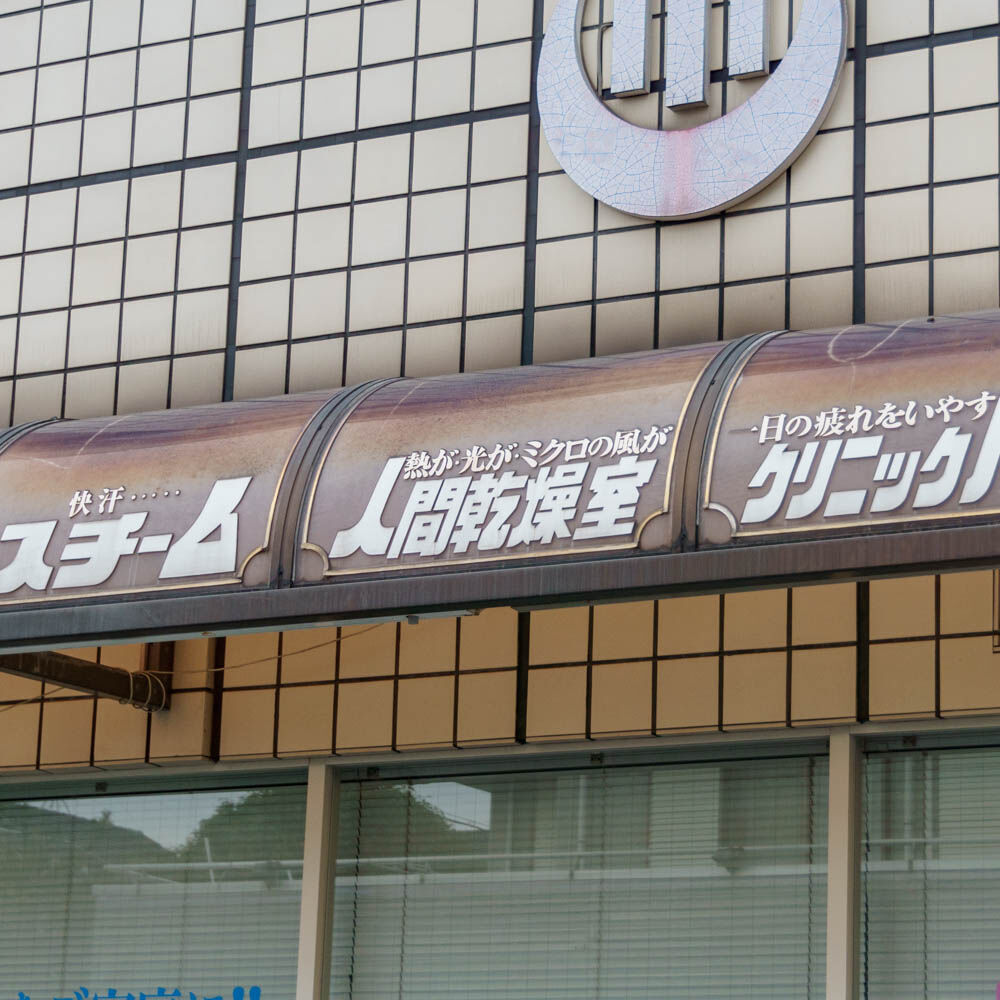 快汗‥‥‥
スチーム
熱が・光が・ミクロの風が
人間乾燥室
一日の疲れをいやす
クリニック